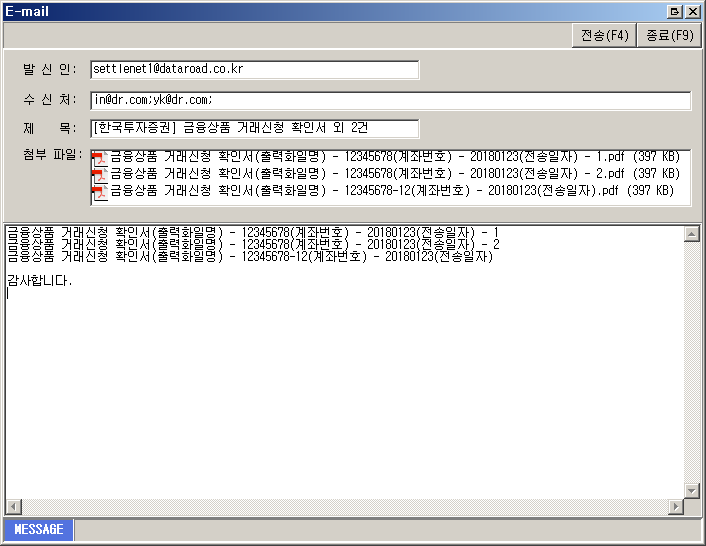 E-mail
전송(F4) 종료(F9)
발 신 인: settlenet1@dataroad.co.kr
수 신 처: in@dr.com;yk@dr.com;
제 목: [한국투자증권] 금융상품 거래신청 확인서 외 2건
첨부 파일: 금융상품 거래신청 확인서(출력화일명) - 12345678(계좌번호) - 20180123(전송일자) - 1.pdf (397 KB)
금융상품 거래신청 확인서(출력화일명) - 12345678(계좌번호) - 20180123(전송일자) - 2.pdf (397 KB)
금융상품 거래신청 확인서(출력화일명) - 12345678-12(계좌번호) - 20180123(전송일자).pdf (397 KB)
금융상품 거래신청 확인서(출력화일명) - 12345678(계좌번호) - 20180123(전송일자) - 1
금융상품 거래신청 확인서(출력화일명) - 12345678(계좌번호) - 20180123(전송일자) - 2
금융상품 거래신청 확인서(출력화일명) - 12345678-12(계좌번호) - 20180123(전송일자)
감사합니다.
MESSAGE